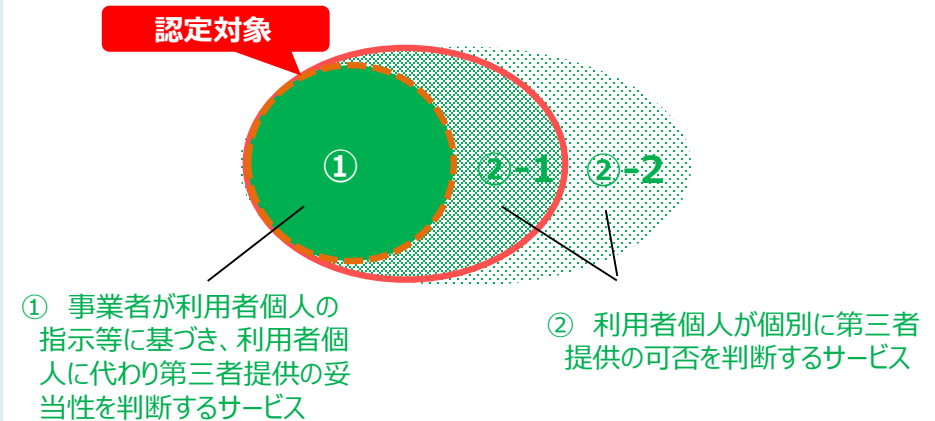 認定対象
①
②-1
②-2
① 事業者が利用者個人の
指示等に基づき、利用者個
人に代わり第三者提供の妥
当性を判断するサービス
② 利用者個人が個別に第三者
提供の可否を判断するサービス